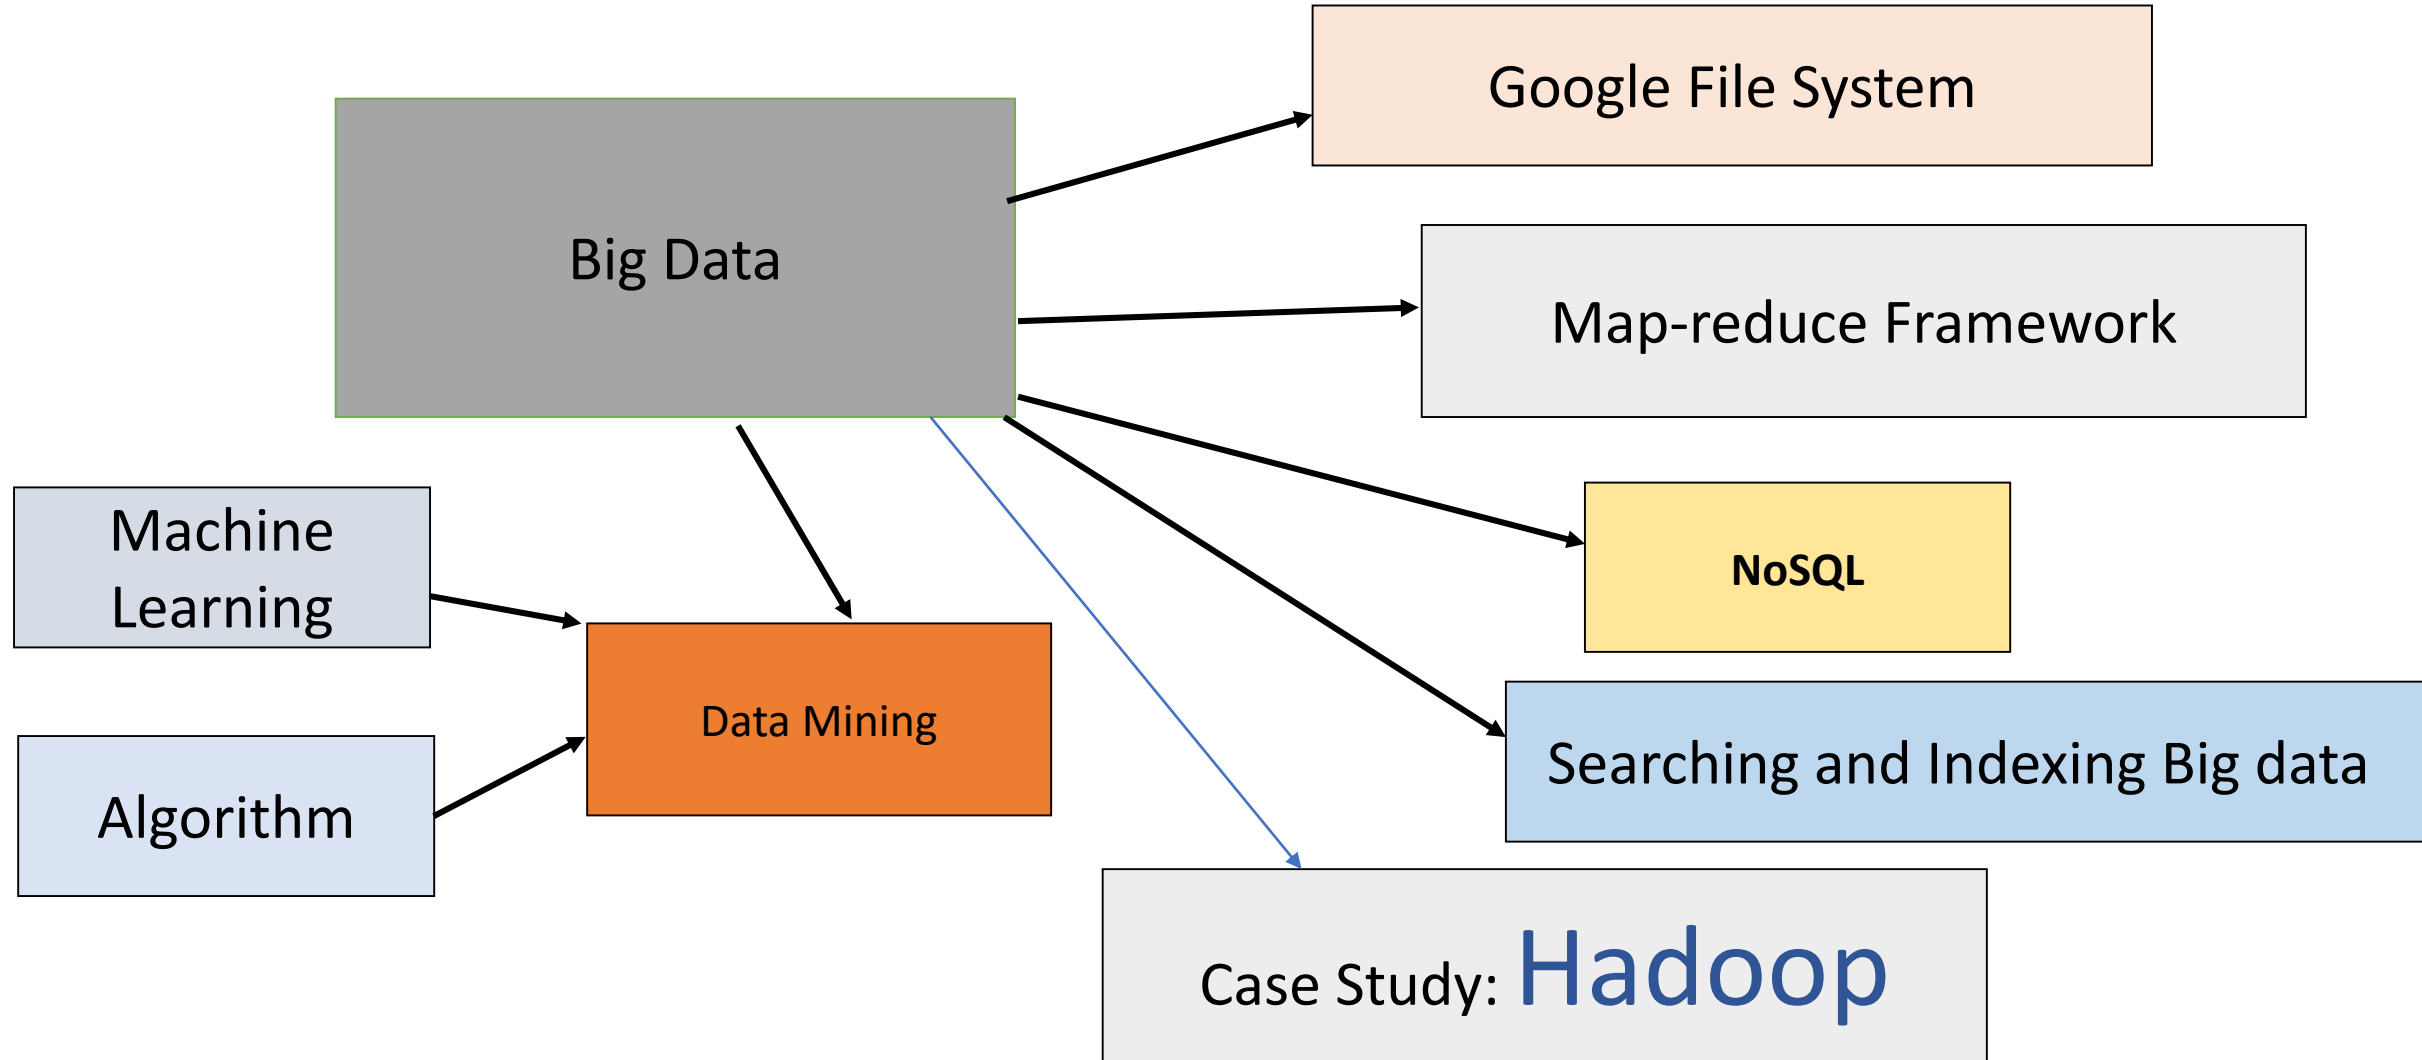 Google File System
Big Data
Map-reduce Framework
Machine
Learning
NoSQL
Data Mining
Searching and Indexing Big data
Algorithm
Case Study: Hadoop